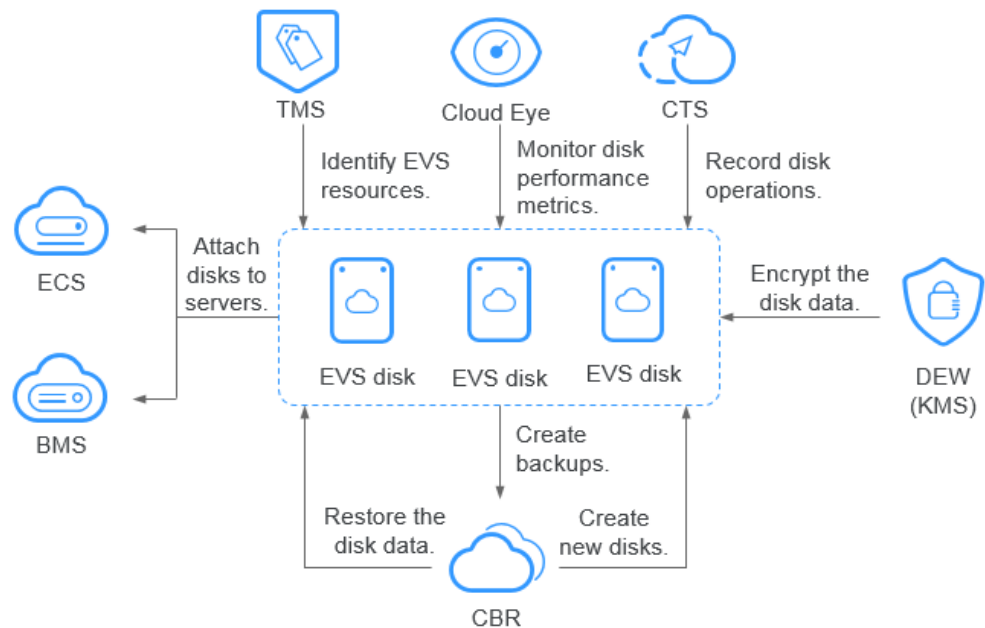 TMS
Cloud Eye
CTS
Identify EVS
resources.
Monitor disk
performance
metrics.
Record disk
operations.
ECS
Attach
disks to
servers.
BMS
EVS disk
EVS disk
EVS disk
Encrypt the
disk data.
DEW
(KMS)
Create
backups.
Restore the
disk data.
Create
new disks.
CBR